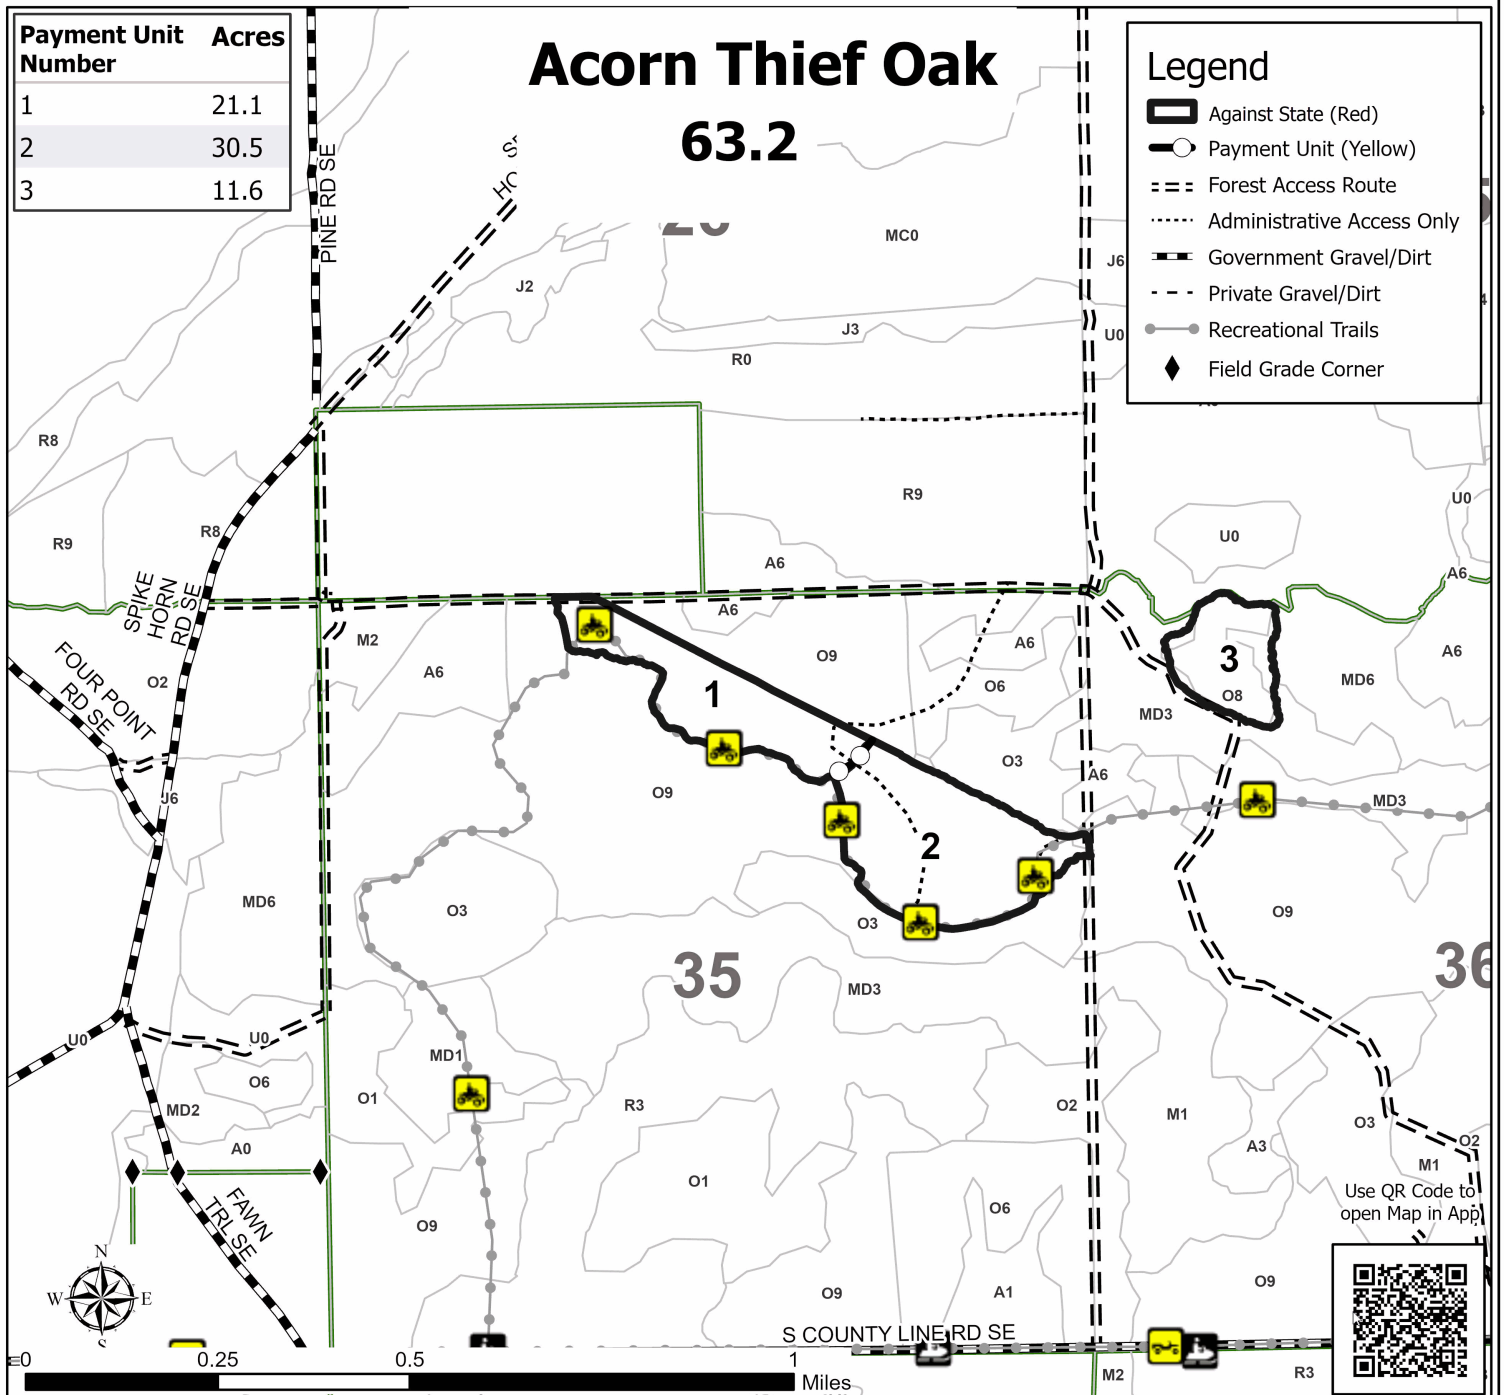 Payment Unit Number Acres
1 21.1
2 30.5
3 11.6
Acorn Thief Oak
63.2
Legend
Against State (Red)
Payment Unit (Yellow)
Forest Access Route
Administrative Access Only
Government Gravel/Dirt
Private Gravel/Dirt
Recreational Trails
Field Grade Corner
PINE RD SE
MC0
J6
J2
J3
U0
R0
R8
R9
U0
R8
U0
R9
A6
A6
SPIKE
HORN
RD SE
A6
M2
A6
O9
A6
A6
FOUR POINT
RD SE
O2
O6
3
MD6
1
O8
MD3
O3
A6
J6
O9
MD3
2
MD6
O3
O3
O9
35
36
MD3
U0
U0
MD1
O6
O1
R3
O2
M1
MD2
O3
A0
A3
O2
M1
O1
Use QR Code to
open Map in App
FAWN
TRL SE
O9
O6
N
W E
S
O9
A1
O9
S COUNTY LINE RD SE
M2
R3
0 0.25 0.5 1
Miles